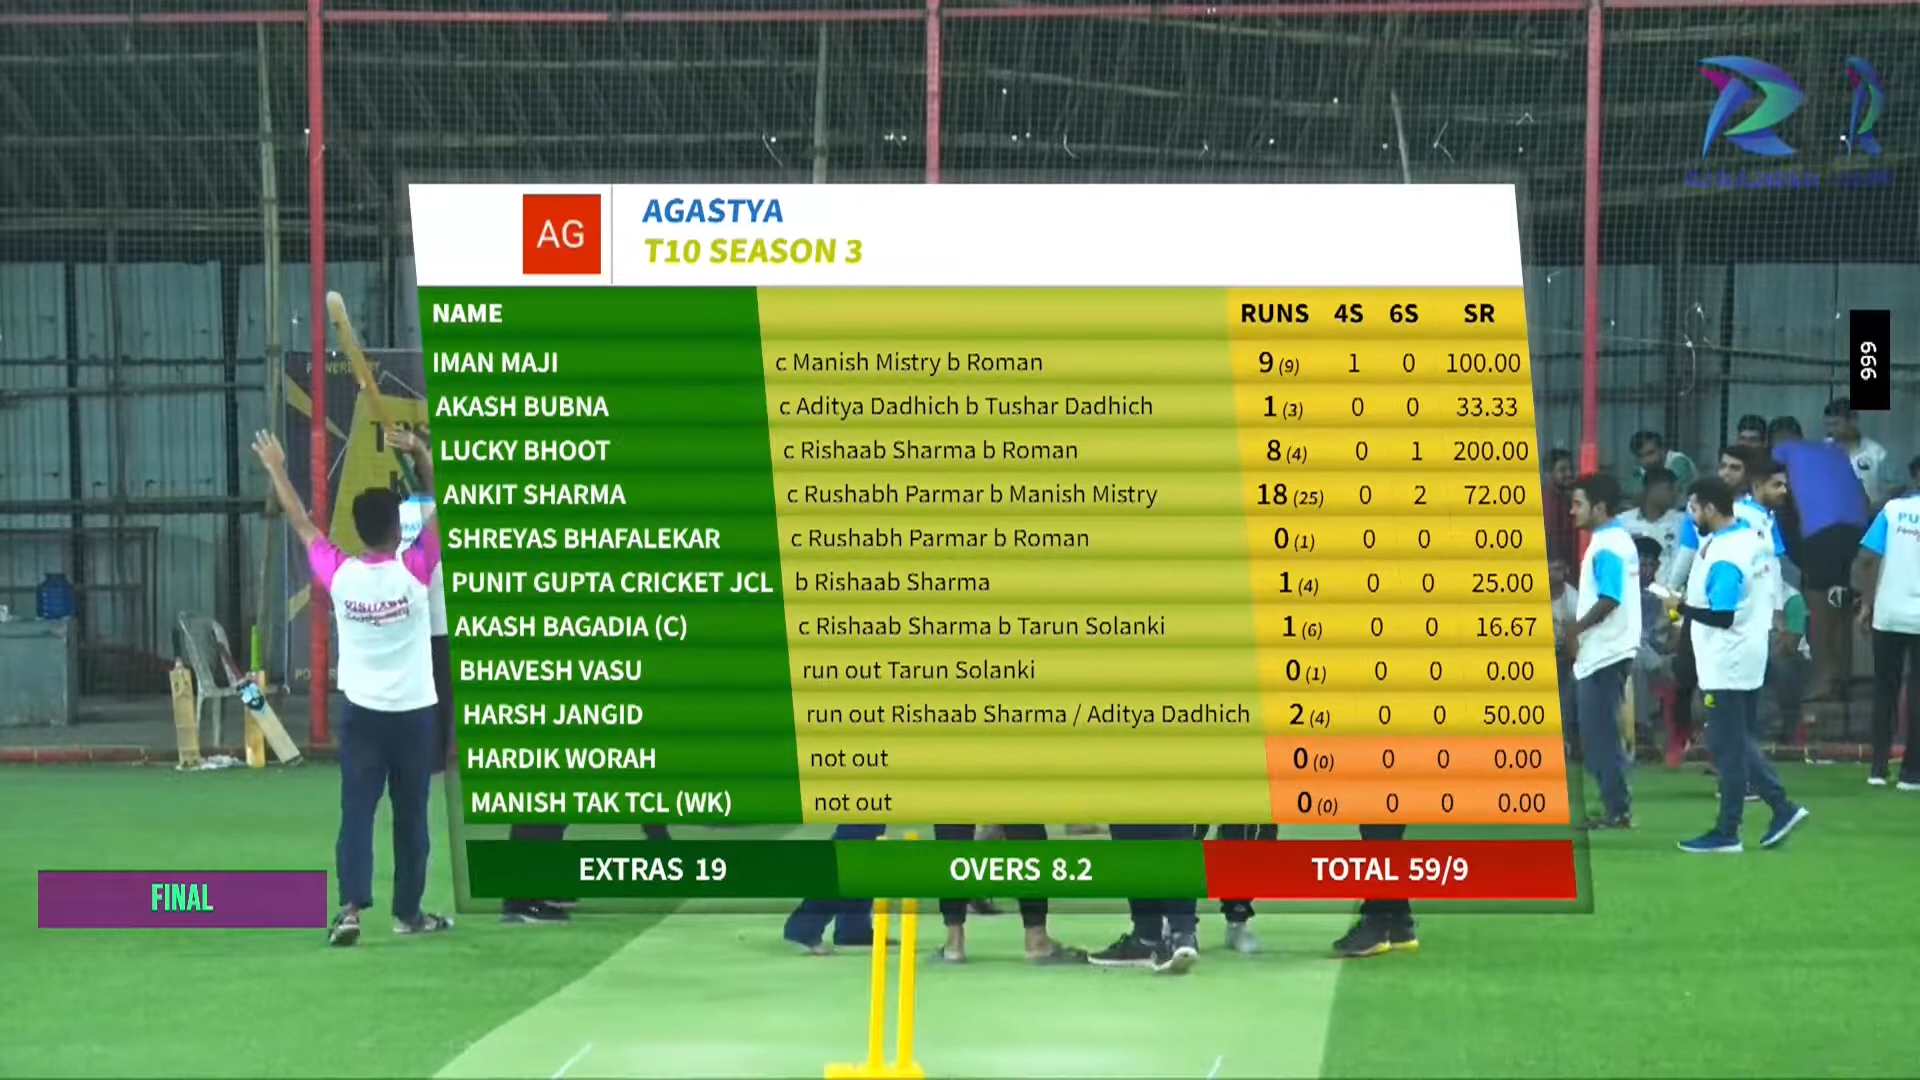 AG
AGASTYA
T10 SEASON 3
NAME RUNS 4S 6S SR
IMAN MAJI c Manish Mistry b Roman 9 (9) 1 0 100.00
AKASH BUBNA c Aditya Dadhich b Tushar Dadhich 1 (3) 0 0 33.33
LUCKY BHOOT c Rishaab Sharma b Roman 8 (4) 0 1 200.00
ANKIT SHARMA c Rushabh Parmar b Manish Mistry 18 (25) 0 2 72.00
SHREYAS BHAFALEKAR c Rushabh Parmar b Roman 0 (1) 0 0 0.00
PUNIT GUPTA CRICKET JCL b Rishaab Sharma 1 (4) 0 0 25.00
AKASH BAGADIA (C) c Rishaab Sharma b Tarun Solanki 1 (6) 0 0 16.67
BHAVESH VASU run out Tarun Solanki 0 (1) 0 0 0.00
HARSH JANGID run out Rishaab Sharma / Aditya Dadhich 2 (4) 0 0 50.00
HARDIK WORAH not out 0 (0) 0 0 0.00
MANISH TAK TCL (WK) not out 0 (0) 0 0 0.00
EXTRAS 19 OVERS 8.2 TOTAL 59/9
FINAL
666